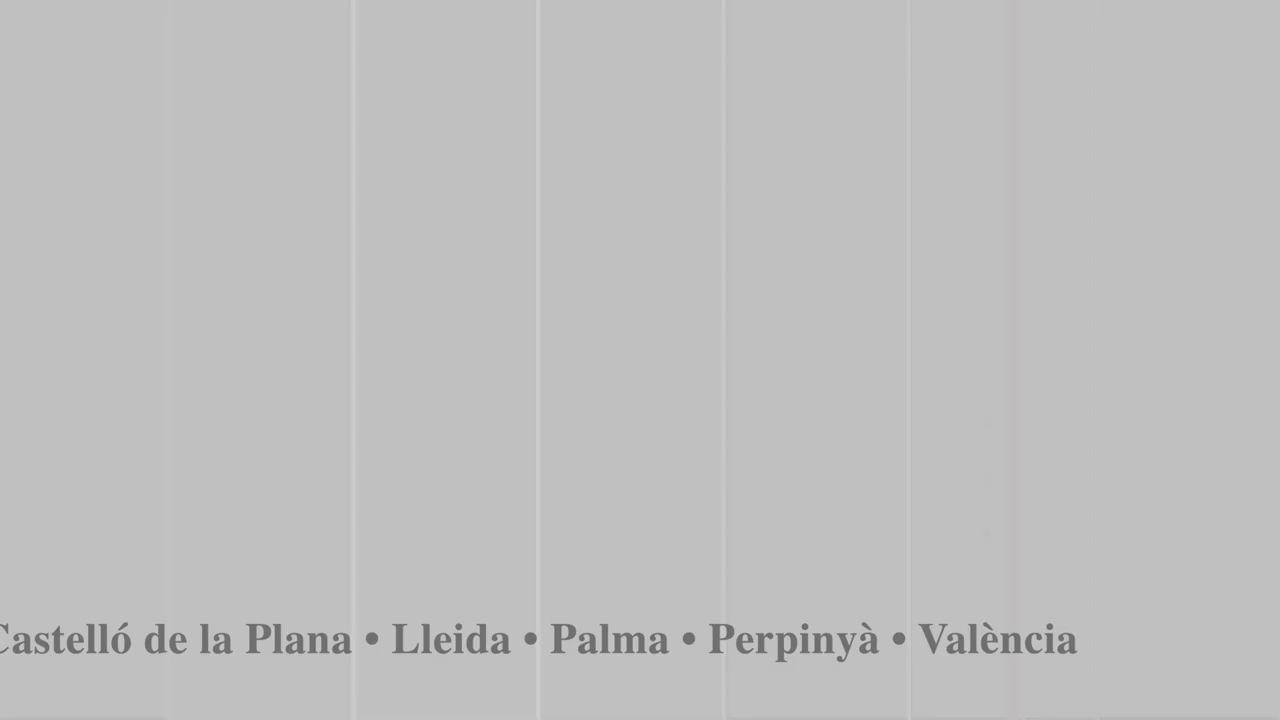 Castelló de la Plana • Lleida • Palma • Perpinyà • València